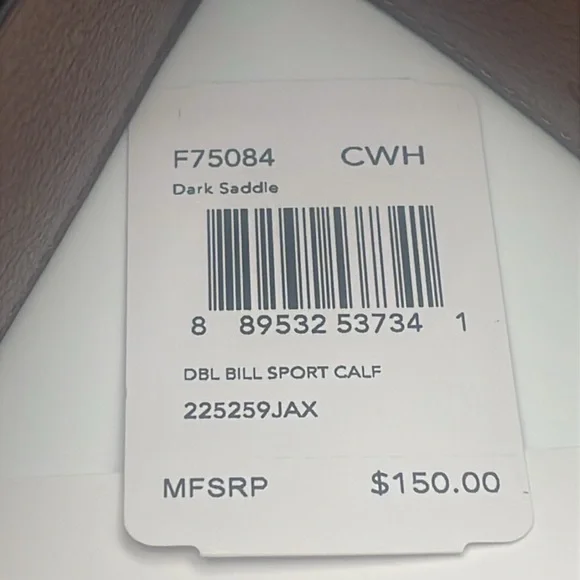 F75084 CWH
Dark Saddle
8 89532 53734 1
DBL BILL SPORT CALF
225259JAX
MFSRP $150.00